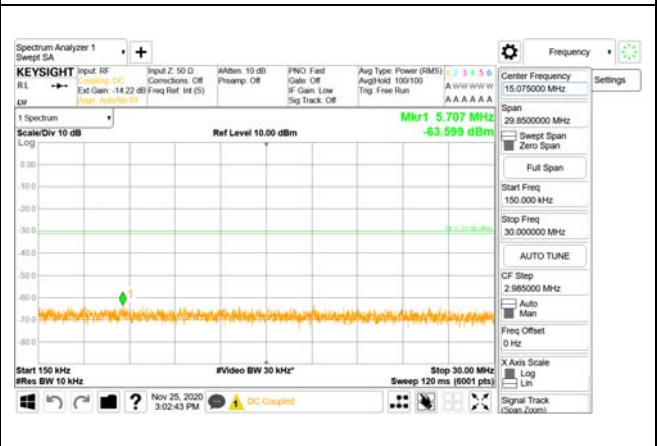 Spectrum Analyzer 1
Swept SA
+
Frequency
KEYSIGHT
RL
Input: RF
Coupling: DC
Ext Gain: -14.22 dB
Align: Auto/No RF
Input Z: 50 Ω
Corrections: Off
Freq Ref: Int (S)
#Atten: 10 dB
Preamp: Off
PNO: Fast
Gate: Off
IF Gain: Low
Sig Track: Off
Avg Type: Power (RMS)
Avg|Hold: 100/100
Trig: Free Run
1 2 3 4 5 6
A W W W W W
A A A A A A
Center Frequency
15.075000 MHz
Settings
1 Spectrum
Scale/Div 10 dB
Ref Level 10.00 dBm
Mkr1 5.707 MHz
-63.599 dBm
Span
29.8500000 MHz
Swept Span
Zero Span
Full Span
Start Freq
150.000 kHz
Stop Freq
30.000000 MHz
AUTO TUNE
CF Step
2.985000 MHz
Auto
Man
Freq Offset
0 Hz
X Axis Scale
Log
Lin
Signal Track
(Span Zoom)
Log
0.00
-10.0
-20.0
-30.0
-40.0
-50.0
-60.0
-70.0
-80.0
1
Start 150 kHz
#Res BW 10 kHz
#Video BW 30 kHz*
Stop 30.00 MHz
Sweep 120 ms (6001 pts)
?
Nov 25, 2020
3:02:43 PM
DC Coupled